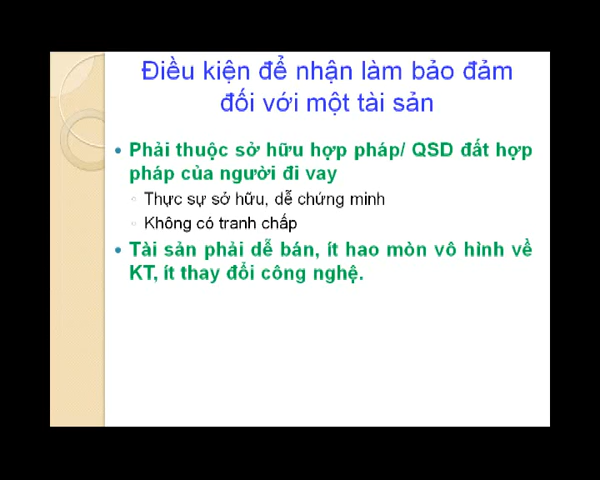 Điều kiện để nhận làm bảo đảm
đối với một tài sản
Phải thuộc sở hữu hợp pháp/ QSD đất hợp
pháp của người đi vay
Thực sự sở hữu, dễ chứng minh
Không có tranh chấp
Tài sản phải dễ bán, ít hao mòn vô hình về
KT, ít thay đổi công nghệ.